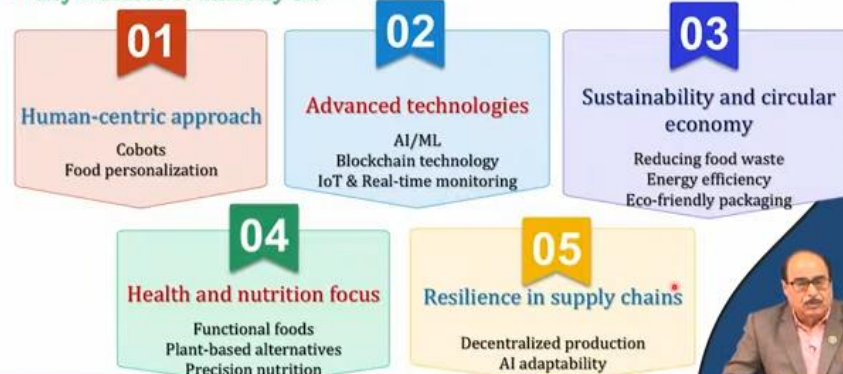 01
Human-centric approach
Cobots
Food personalization
02
Advanced technologies
AI/ML
Blockchain technology
IoT & Real-time monitoring
03
Sustainability and circular
economy
Reducing food waste
Energy efficiency
Eco-friendly packaging
04
Health and nutrition focus
Functional foods
Plant-based alternatives
Precision nutrition
05
Resilience in supply chains
Decentralized production
AI adaptability